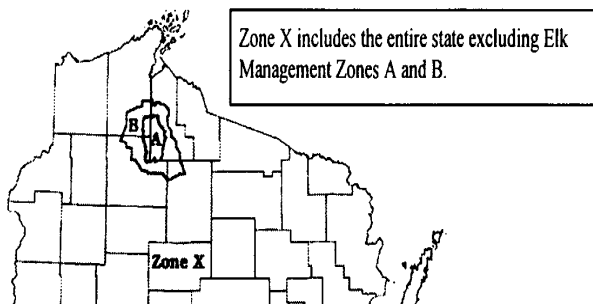 Zone X includes the entire state excluding Elk
Management Zones A and B.
B
A
Zone X